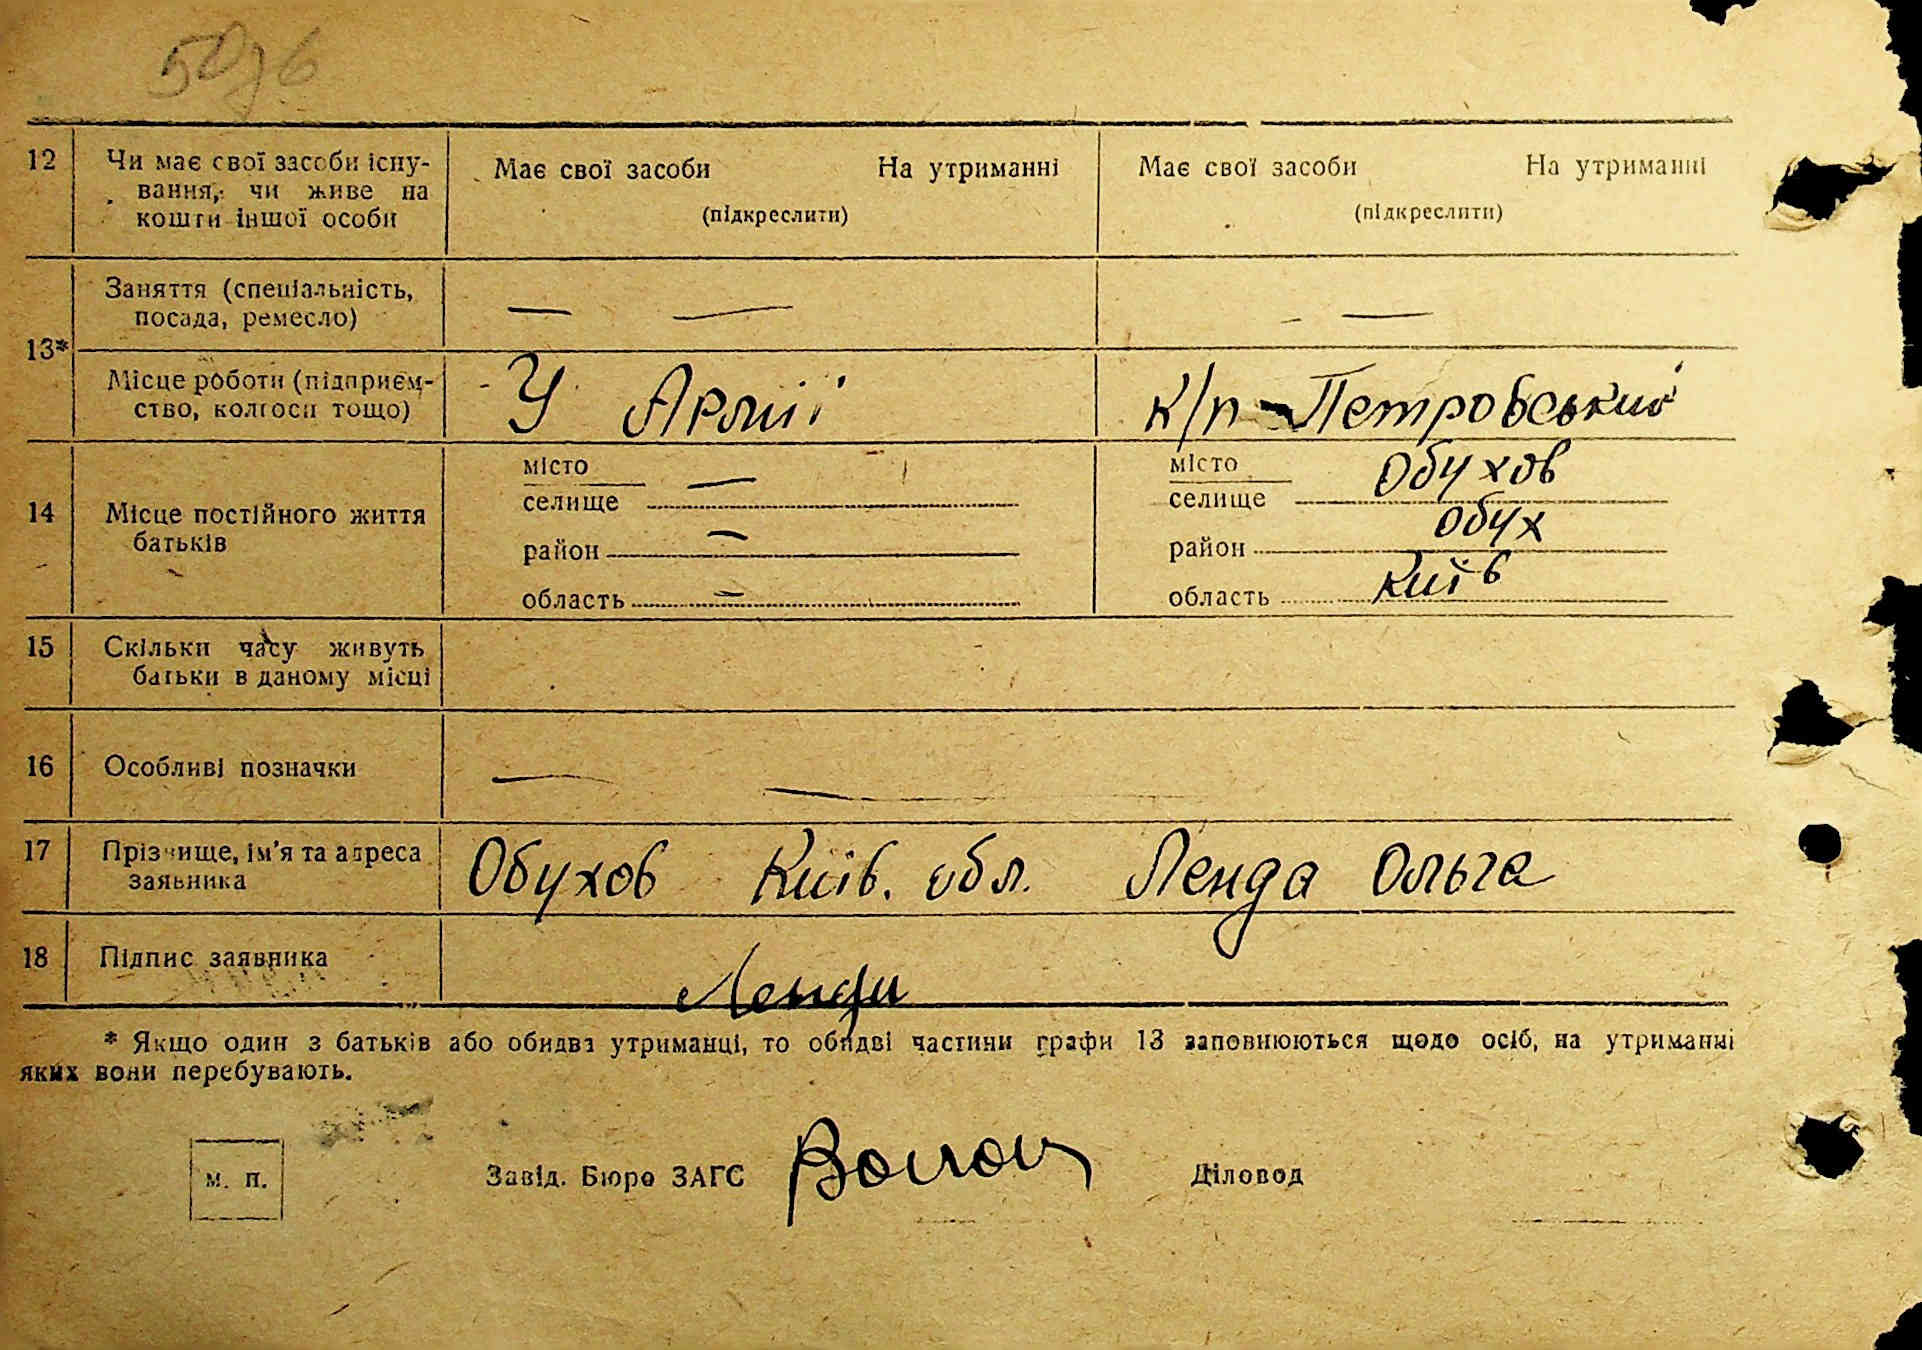 12 Чи має свої засоби існу-
вання, чи живе на
кошти іншої особи
Має свої засоби На утриманні
(підкреслити)
Має свої засоби На утриманні
(підкреслити)
13*
Заняття (спеціальність,
посада, ремесло)
— —
— —
Місце роботи (підприєм-
ство, колгосп тощо)
У Армії
к/п Петровський
14 Місце постійного життя
батьків
місто
селище —
район —
область —
місто
селище Обухов
район Обух
область Київ
15 Скільки часу живуть
батьки в даному місці
16 Особливі позначки — —
17 Прізвище, ім'я та адреса
заявника
Обухов Київ. обл. Ленда Ольга
18 Підпис заявника
Ленда
* Якщо один з батьків або обидва утриманці, то обидві частини графи 13 заповнюються щодо осіб, на утриманні
яких вони перебувають.
м. п.
Завід. Бюро ЗАГС
Діловод